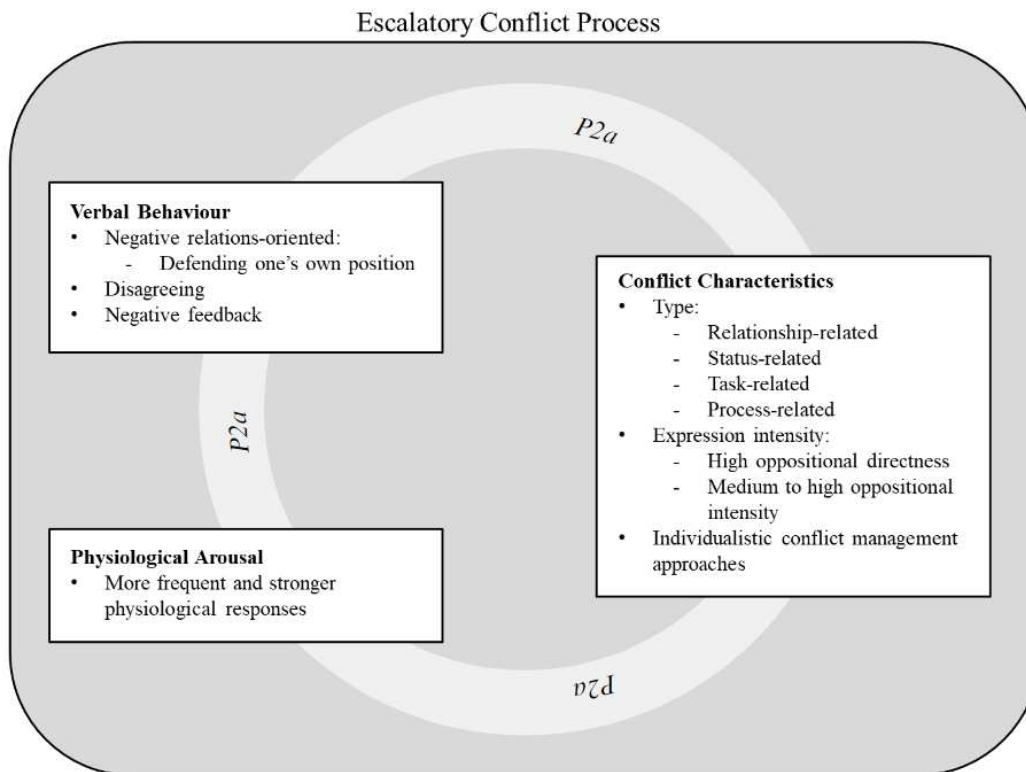 Escalatory Conflict Process
P2a
Verbal Behaviour
• Negative relations-oriented:
- Defending one's own position
• Disagreeing
• Negative feedback
Conflict Characteristics
• Type:
- Relationship-related
- Status-related
- Task-related
- Process-related
• Expression intensity:
- High oppositional directness
- Medium to high oppositional
intensity
• Individualistic conflict management
approaches
P2a
Physiological Arousal
• More frequent and stronger
physiological responses
P2a